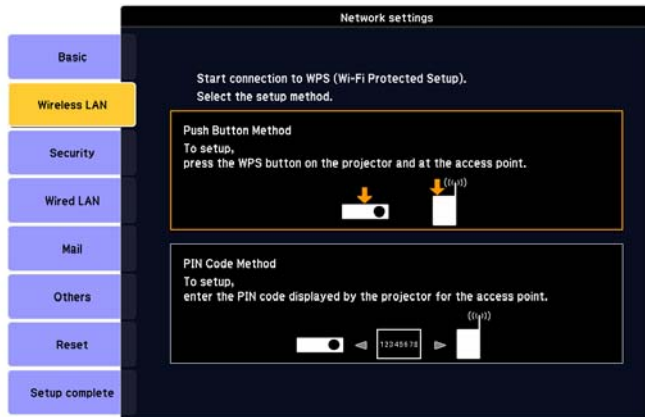 Network settings
Basic
Wireless LAN
Security
Wired LAN
Mail
Others
Reset
Setup complete
Start connection to WPS (Wi-Fi Protected Setup).
Select the setup method.
Push Button Method
To setup,
press the WPS button on the projector and at the access point.
PIN Code Method
To setup,
enter the PIN code displayed by the projector for the access point.
12345678